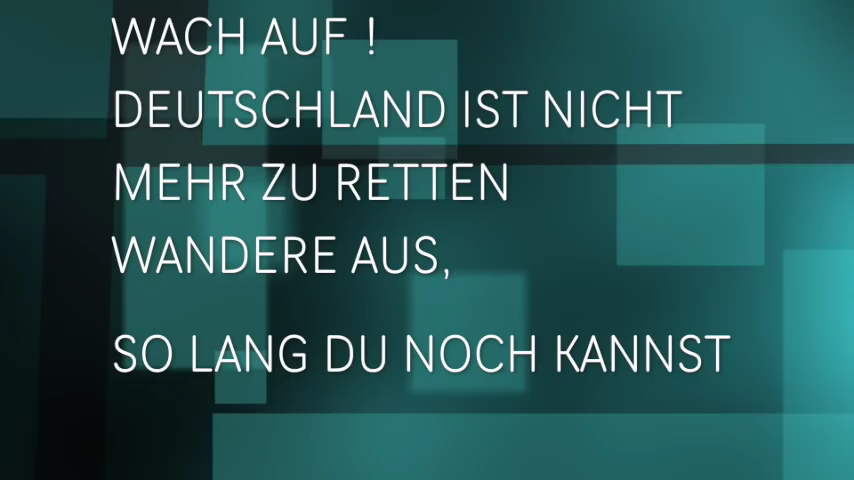 WACH AUF !
DEUTSCHLAND IST NICHT
MEHR ZU RETTEN
WANDERE AUS,
SO LANG DU NOCH KANNST